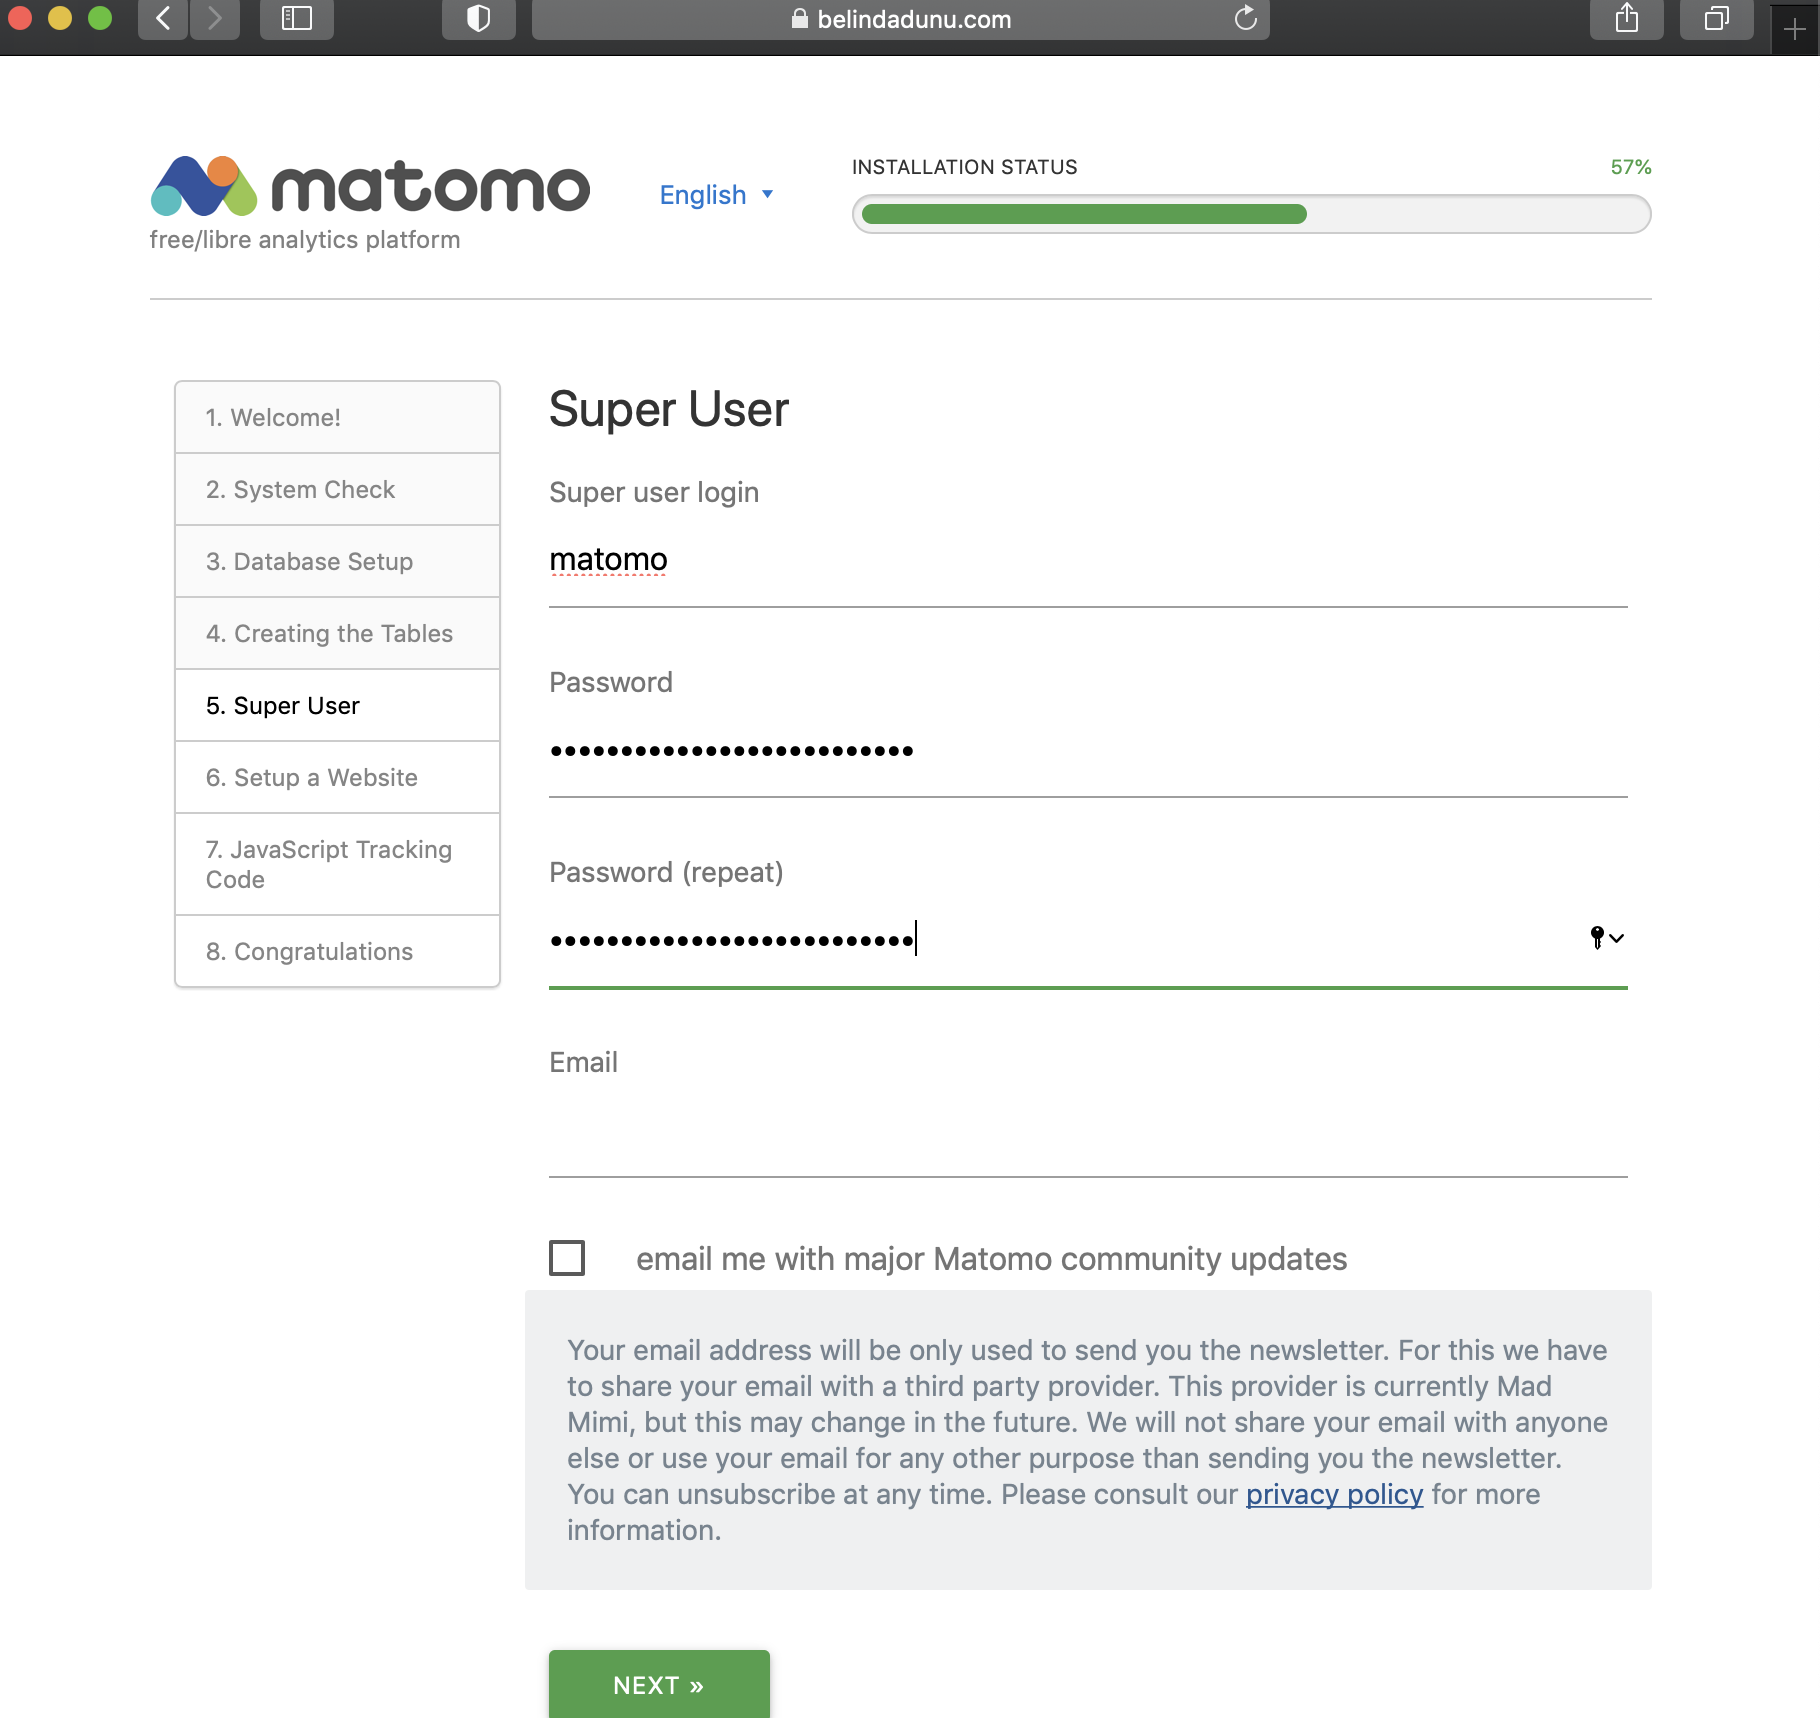 belindadunu.com
matomo
free/libre analytics platform
English
INSTALLATION STATUS
57%
1. Welcome!
2. System Check
3. Database Setup
4. Creating the Tables
5. Super User
6. Setup a Website
7. JavaScript Tracking
Code
8. Congratulations
Super User
Super user login
matomo
Password
••••••••••••••••••••••••••
Password (repeat)
••••••••••••••••••••••••••
Email
email me with major Matomo community updates
Your email address will be only used to send you the newsletter. For this we have
to share your email with a third party provider. This provider is currently Mad
Mimi, but this may change in the future. We will not share your email with anyone
else or use your email for any other purpose than sending you the newsletter.
You can unsubscribe at any time. Please consult our privacy policy for more
information.
NEXT »